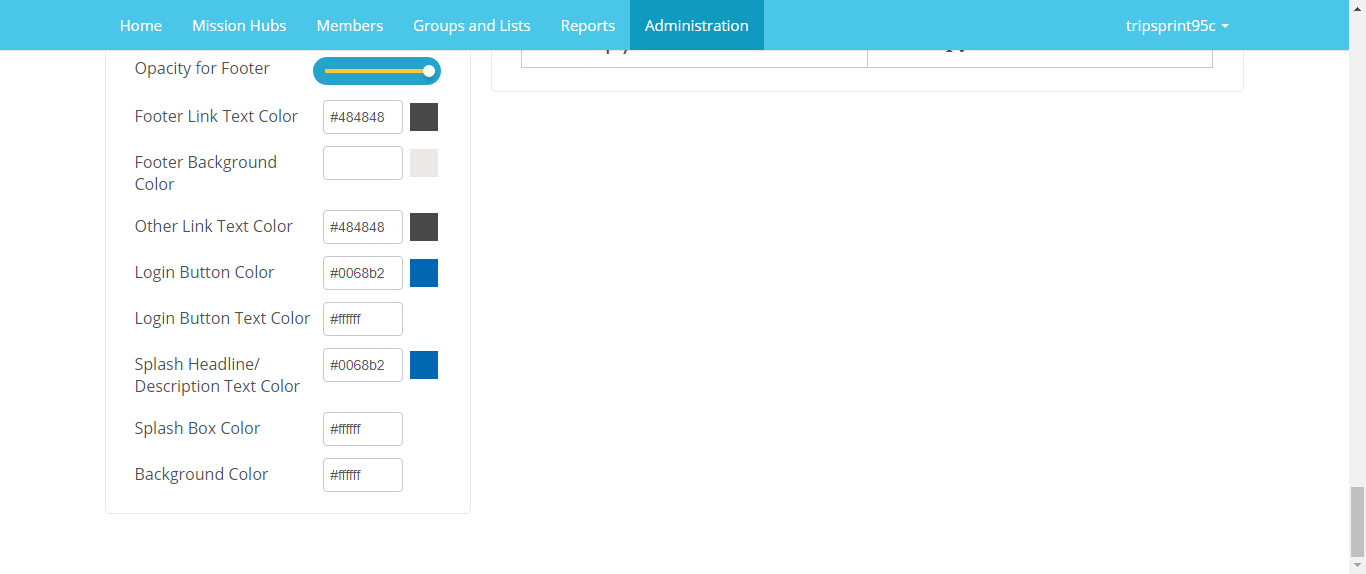 Home Mission Hubs Members Groups and Lists Reports Administration tripsprint95c
Opacity for Footer
Footer Link Text Color #484848
Footer Background
Color
Other Link Text Color #484848
Login Button Color #0068b2
Login Button Text Color #ffffff
Splash Headline/ #0068b2
Description Text Color
Splash Box Color #ffffff
Background Color #ffffff